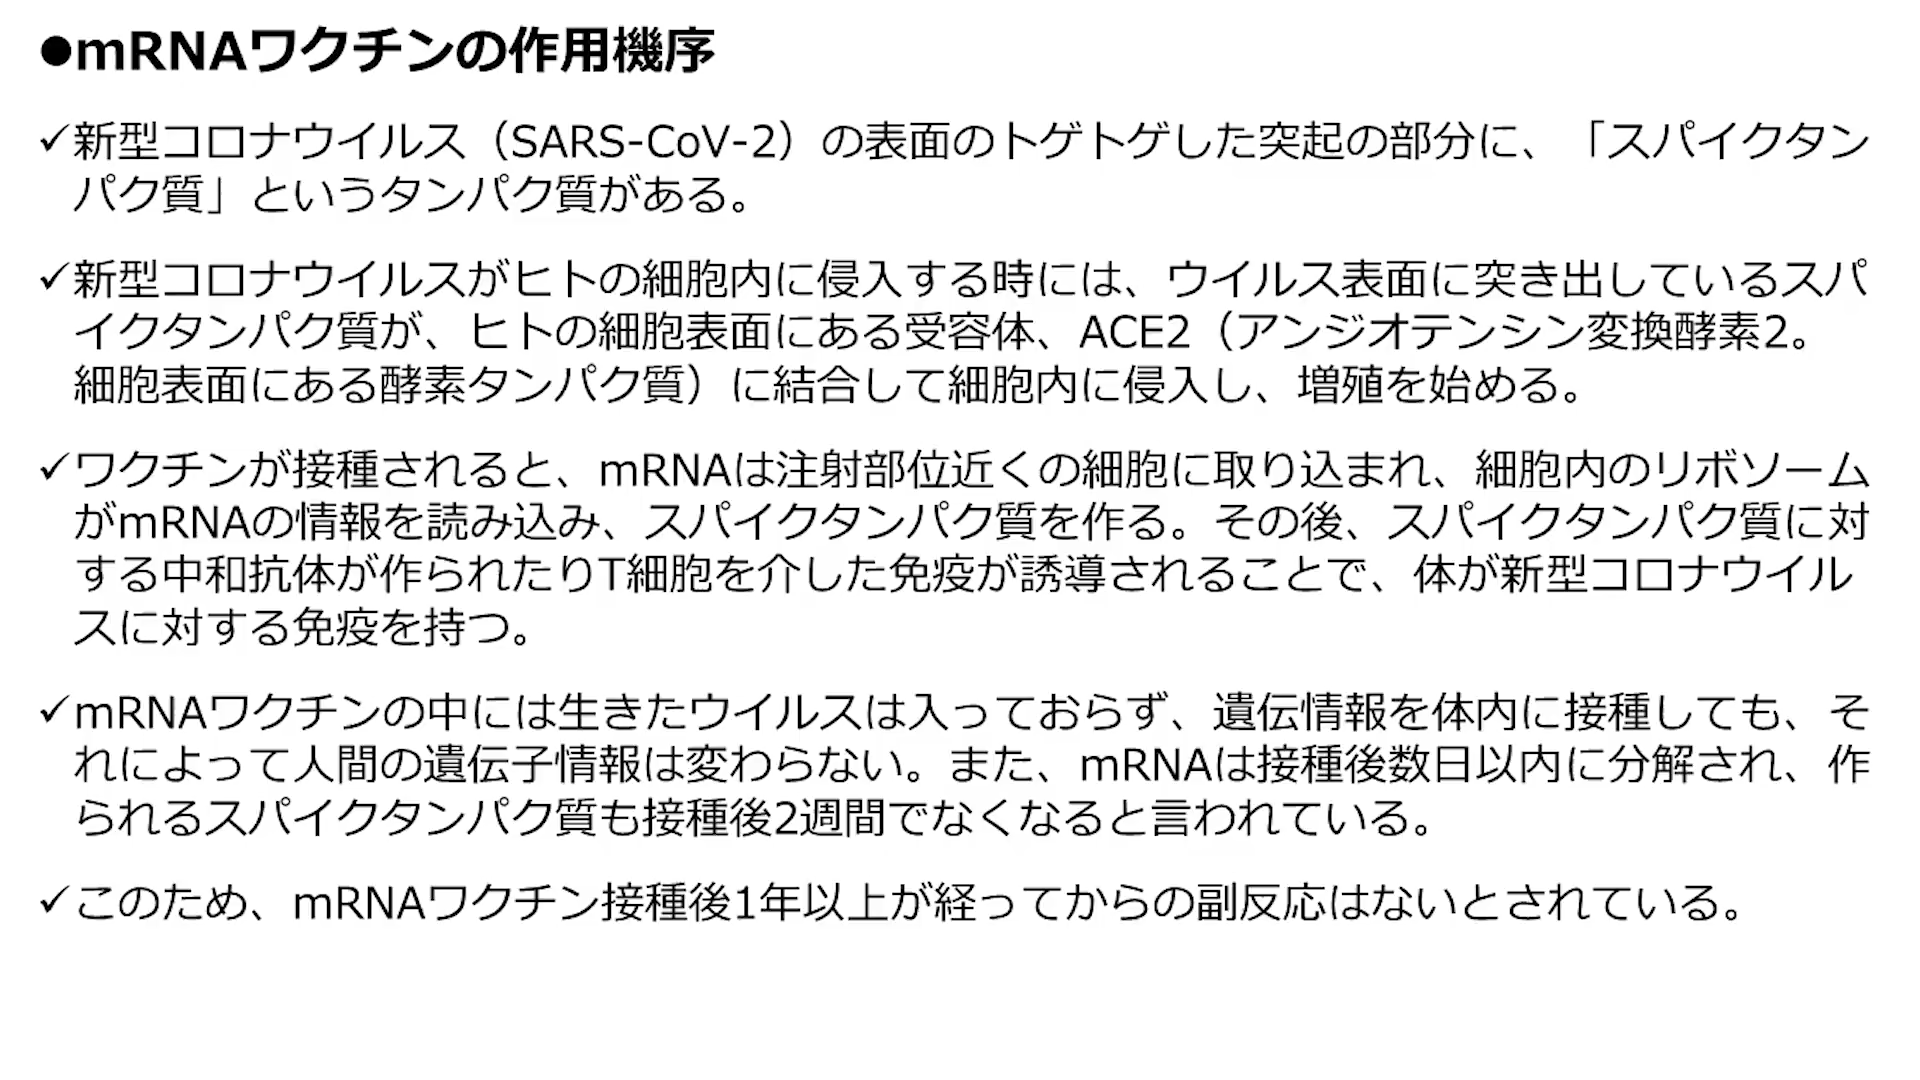 ●mRNAワクチンの作用機序
✓新型コロナウイルス（SARS-CoV-2）の表面のトゲトゲした突起の部分に、「スパイクタン
パク質」というタンパク質がある。
✓新型コロナウイルスがヒトの細胞内に侵入する時には、ウイルス表面に突き出しているスパ
イクタンパク質が、ヒトの細胞表面にある受容体、ACE2（アンジオテンシン変換酵素2。
細胞表面にある酵素タンパク質）に結合して細胞内に侵入し、増殖を始める。
✓ワクチンが接種されると、mRNAは注射部位近くの細胞に取り込まれ、細胞内のリボソーム
がmRNAの情報を読み込み、スパイクタンパク質を作る。その後、スパイクタンパク質に対
する中和抗体が作られたりT細胞を介した免疫が誘導されることで、体が新型コロナウイル
スに対する免疫を持つ。
✓mRNAワクチンの中には生きたウイルスは入っておらず、遺伝情報を体内に接種しても、そ
れによって人間の遺伝子情報は変わらない。また、mRNAは接種後数日以内に分解され、作
られるスパイクタンパク質も接種後2週間でなくなると言われている。
✓このため、mRNAワクチン接種後1年以上が経ってからの副反応はないとされている。